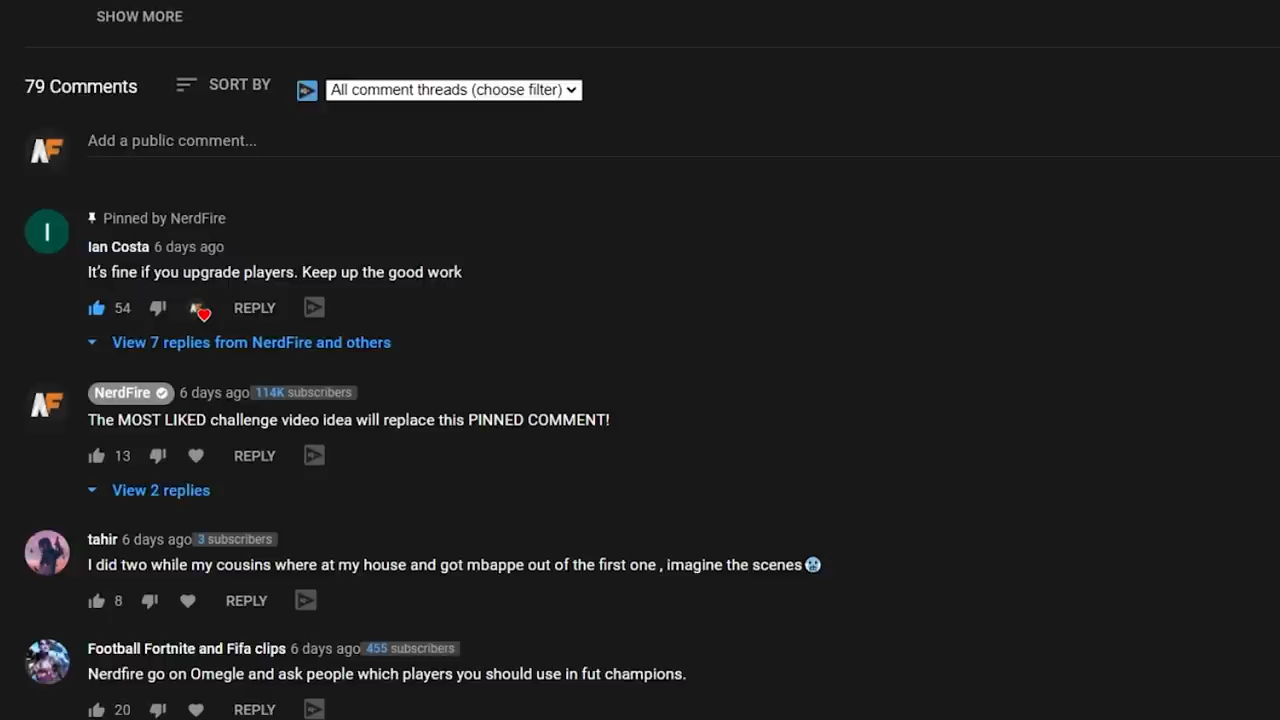 SHOW MORE
79 Comments SORT BY All comment threads (choose filter)
AF Add a public comment...
Pinned by NerdFire
I Ian Costa 6 days ago
It's fine if you upgrade players. Keep up the good work
54 REPLY
View 7 replies from NerdFire and others
NerdFire 6 days ago 114K subscribers
AF The MOST LIKED challenge video idea will replace this PINNED COMMENT!
13 REPLY
View 2 replies
tahir 6 days ago 3 subscribers
I did two while my cousins where at my house and got mbappe out of the first one , imagine the scenes🥶
8 REPLY
Football Fortnite and Fifa clips 6 days ago 455 subscribers
Nerdfire go on Omegle and ask people which players you should use in fut champions.
20 REPLY